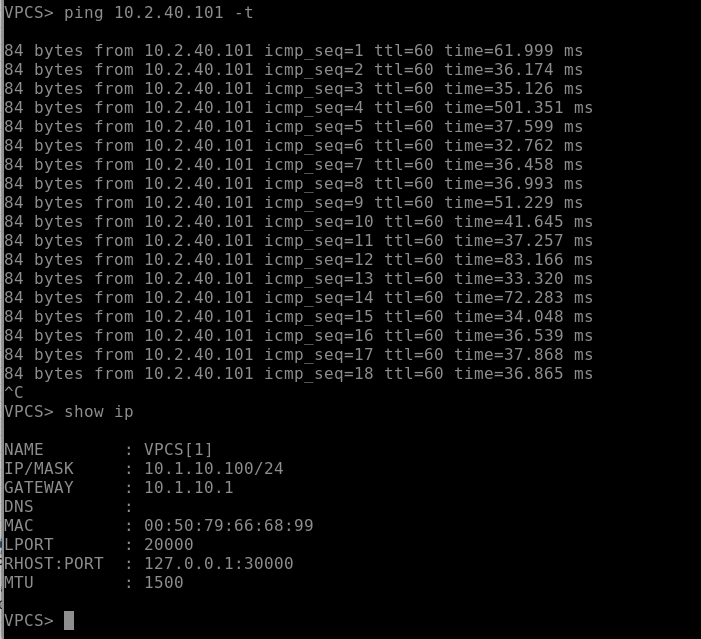 VPCS> ping 10.2.40.101 -t
84 bytes from 10.2.40.101 icmp_seq=1 ttl=60 time=61.999 ms
84 bytes from 10.2.40.101 icmp_seq=2 ttl=60 time=36.174 ms
84 bytes from 10.2.40.101 icmp_seq=3 ttl=60 time=35.126 ms
84 bytes from 10.2.40.101 icmp_seq=4 ttl=60 time=501.351 ms
84 bytes from 10.2.40.101 icmp_seq=5 ttl=60 time=37.599 ms
84 bytes from 10.2.40.101 icmp_seq=6 ttl=60 time=32.762 ms
84 bytes from 10.2.40.101 icmp_seq=7 ttl=60 time=36.458 ms
84 bytes from 10.2.40.101 icmp_seq=8 ttl=60 time=36.993 ms
84 bytes from 10.2.40.101 icmp_seq=9 ttl=60 time=51.229 ms
84 bytes from 10.2.40.101 icmp_seq=10 ttl=60 time=41.645 ms
84 bytes from 10.2.40.101 icmp_seq=11 ttl=60 time=37.257 ms
84 bytes from 10.2.40.101 icmp_seq=12 ttl=60 time=83.166 ms
84 bytes from 10.2.40.101 icmp_seq=13 ttl=60 time=33.320 ms
84 bytes from 10.2.40.101 icmp_seq=14 ttl=60 time=72.283 ms
84 bytes from 10.2.40.101 icmp_seq=15 ttl=60 time=34.048 ms
84 bytes from 10.2.40.101 icmp_seq=16 ttl=60 time=36.539 ms
84 bytes from 10.2.40.101 icmp_seq=17 ttl=60 time=37.868 ms
84 bytes from 10.2.40.101 icmp_seq=18 ttl=60 time=36.865 ms
^C
VPCS> show ip
NAME        : VPCS[1]
IP/MASK     : 10.1.10.100/24
GATEWAY     : 10.1.10.1
DNS         :
MAC         : 00:50:79:66:68:99
LPORT       : 20000
RHOST:PORT  : 127.0.0.1:30000
MTU         : 1500
VPCS>